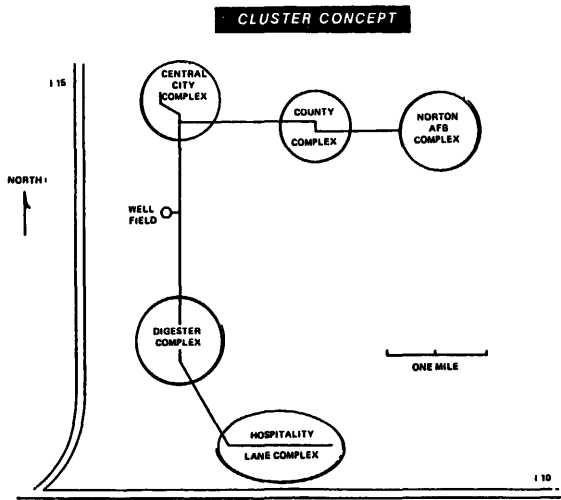 CLUSTER CONCEPT
I 15
CENTRAL
CITY
COMPLEX
COUNTY
COMPLEX
NORTON
AFB
COMPLEX
NORTH
WELL
FIELD
DIGESTER
COMPLEX
ONE MILE
HOSPITALITY
LANE COMPLEX
I 10